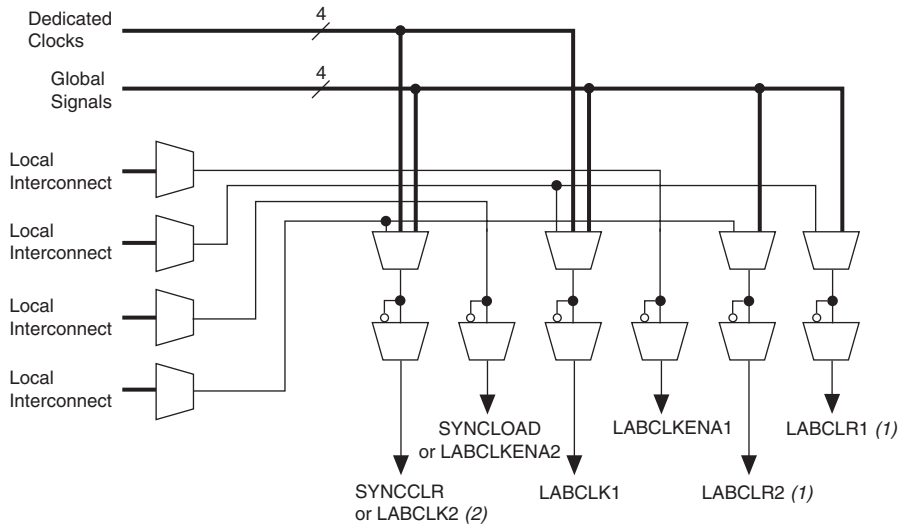 Dedicated
Clocks
4
Global
Signals
4
Local
Interconnect
Local
Interconnect
Local
Interconnect
Local
Interconnect
SYNCLOAD
or LABCLKENA2
LABCLKENA1
LABCLR1 (1)
SYNCCLR
or LABCLK2 (2)
LABCLK1
LABCLR2 (1)